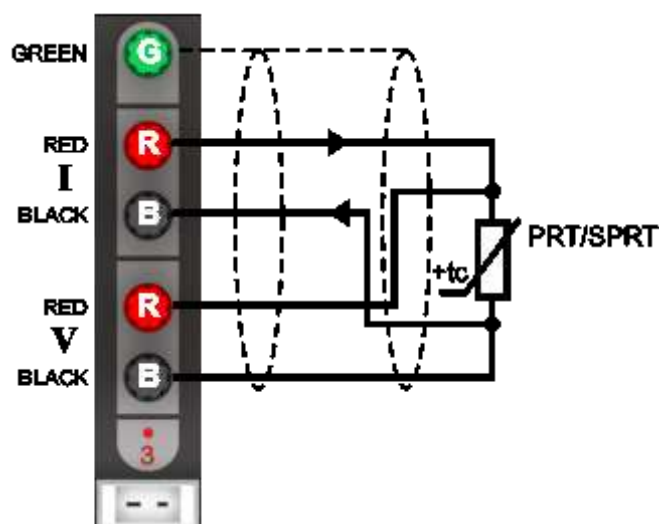 GREEN G
RED R
I
BLACK B
PRT/SPRT
+tc
RED R
V
BLACK B
3